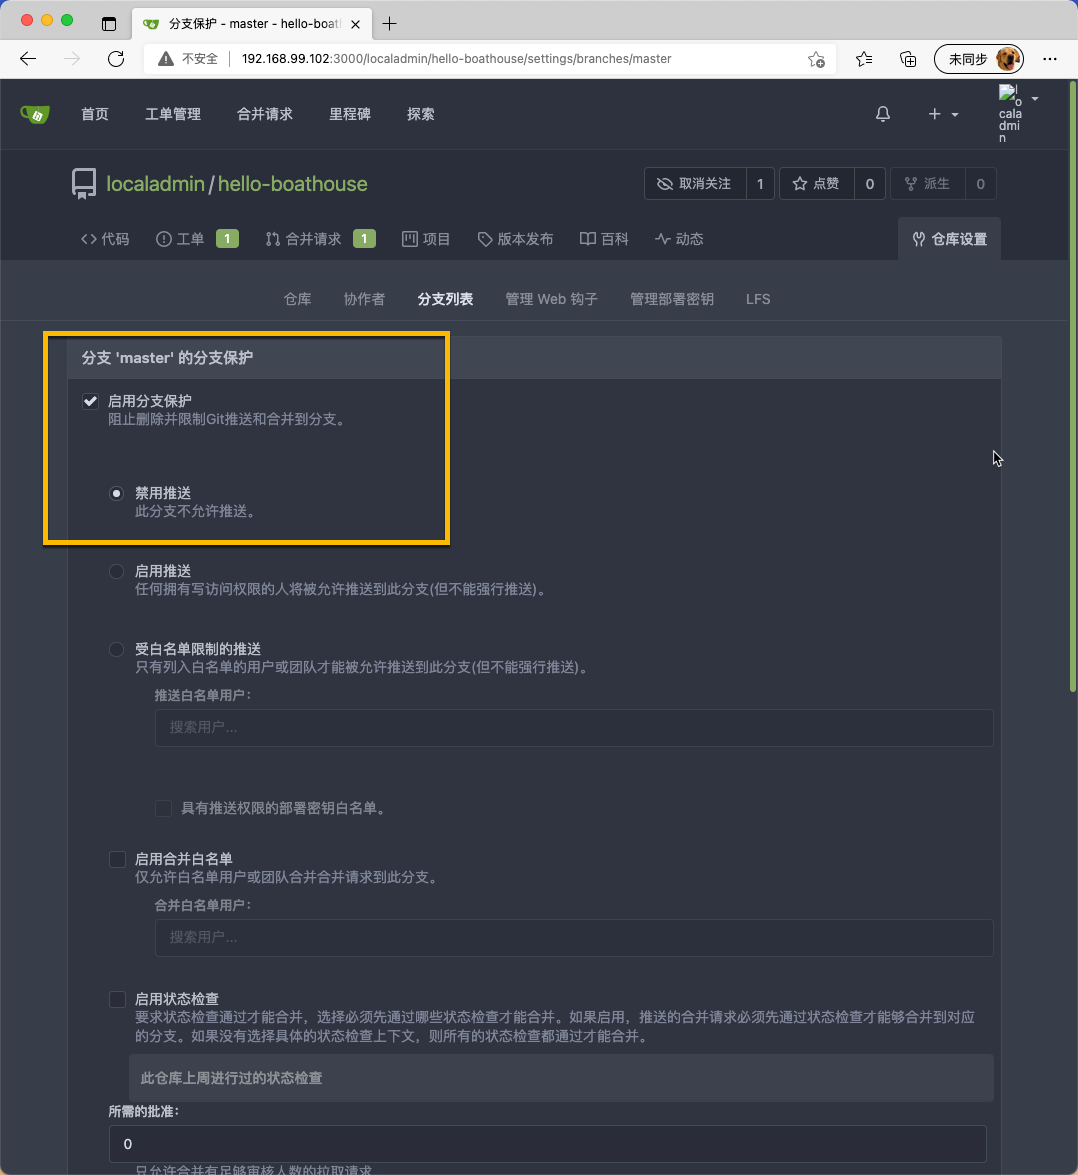 分支保护 - master - hello-boat
不安全
192.168.99.102:3000/localadmin/hello-boathouse/settings/branches/master
未同步
首页
工单管理
合并请求
里程碑
探索
localadmin
localadmin/hello-boathouse
取消关注 1
点赞 0
派生 0
代码
工单 1
合并请求 1
项目
版本发布
百科
动态
仓库设置
仓库
协作者
分支列表
管理 Web 钩子
管理部署密钥
LFS
分支 'master' 的分支保护
启用分支保护
阻止删除并限制Git推送和合并到分支。
禁用推送
此分支不允许推送。
启用推送
任何拥有写访问权限的人将被允许推送到此分支(但不能强行推送)。
受白名单限制的推送
只有列入白名单的用户或团队才能被允许推送到此分支(但不能强行推送)。
推送白名单用户：
搜索用户...
具有推送权限的部署密钥白名单。
启用合并白名单
仅允许白名单用户或团队合并合并请求到此分支。
合并白名单用户：
搜索用户...
启用状态检查
要求状态检查通过才能合并，选择必须先通过哪些状态检查才能合并。如果启用，推送的合并请求必须先通过状态检查才能够合并到对应
的分支。如果没有选择具体的状态检查上下文，则所有的状态检查都通过才能合并。
此仓库上周进行过的状态检查
所需的批准：
0
只允许合并有足够审核人数的拉取请求